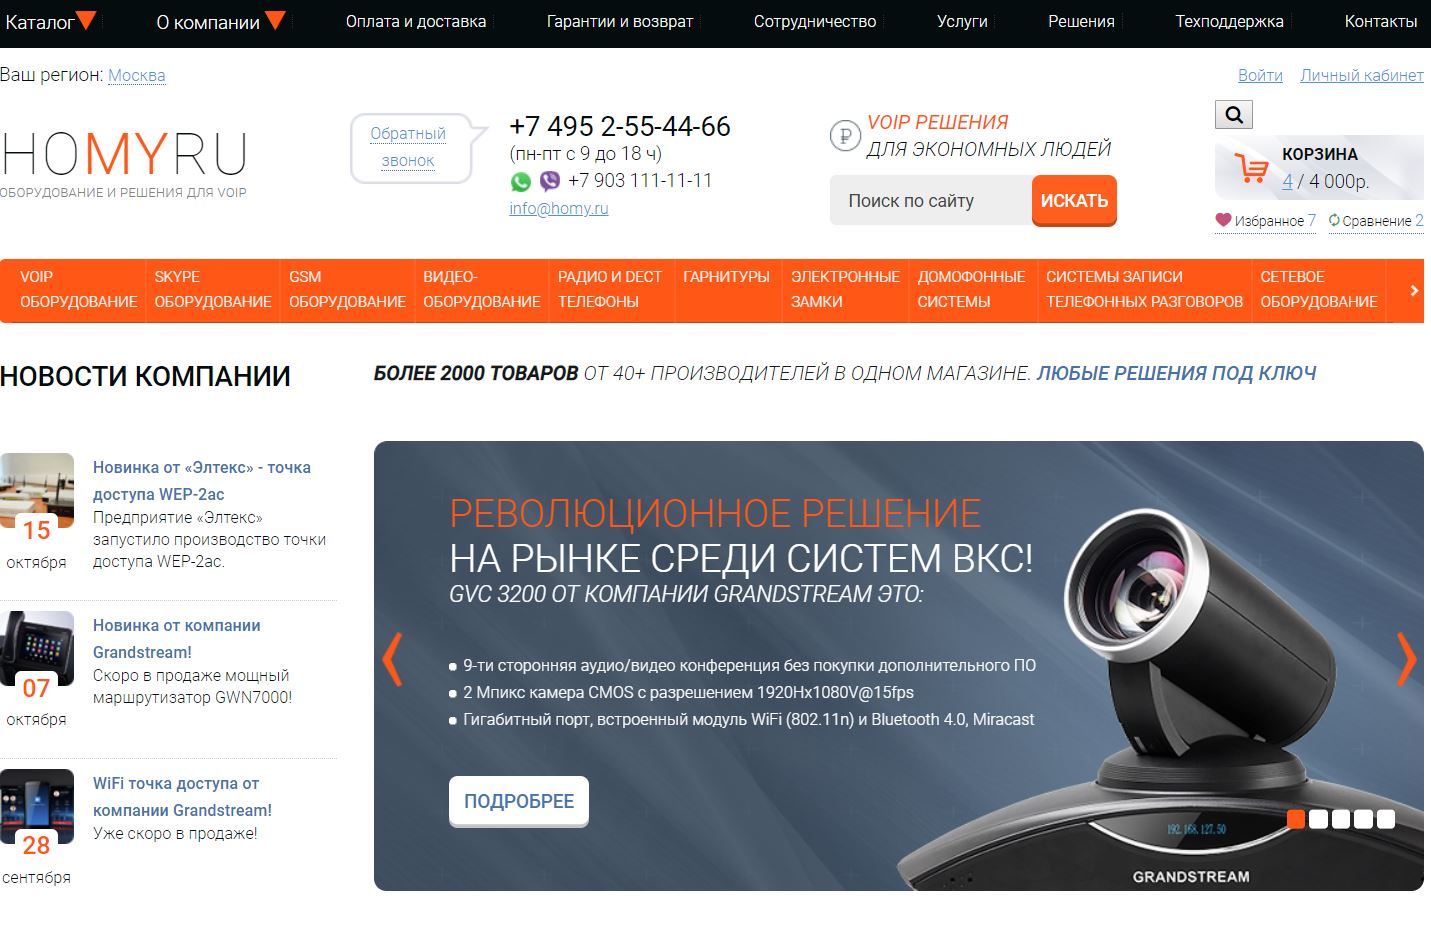 Каталог О компании Оплата и доставка Гарантии и возврат Сотрудничество Услуги Решения Техподдержка Контакты
Ваш регион: Москва
Войти Личный кабинет
HOMYRU
ОБОРУДОВАНИЕ И РЕШЕНИЯ ДЛЯ VOIP
Обратный
звонок
+7 495 2-55-44-66
(пн-пт с 9 до 18 ч)
+7 903 111-11-11
info@homy.ru
VOIP РЕШЕНИЯ
ДЛЯ ЭКОНОМНЫХ ЛЮДЕЙ
Поиск по сайту ИСКАТЬ
КОРЗИНА
4 / 4 000р.
Избранное 7 Сравнение 2
VOIP
ОБОРУДОВАНИЕ
SKYPE
ОБОРУДОВАНИЕ
GSM
ОБОРУДОВАНИЕ
ВИДЕО-
ОБОРУДОВАНИЕ
РАДИО И DECT
ТЕЛЕФОНЫ
ГАРНИТУРЫ
ЭЛЕКТРОННЫЕ
ЗАМКИ
ДОМОФОННЫЕ
СИСТЕМЫ
СИСТЕМЫ ЗАПИСИ
ТЕЛЕФОННЫХ РАЗГОВОРОВ
СЕТЕВОЕ
ОБОРУДОВАНИЕ
НОВОСТИ КОМПАНИИ
15
октября
Новинка от «Элтекс» - точка
доступа WEP-2ac
Предприятие «Элтекс»
запустило производство точки
доступа WEP-2ac.
07
октября
Новинка от компании
Grandstream!
Скоро в продаже мощный
маршрутизатор GWN7000!
28
сентября
WiFi точка доступа от
компании Grandstream!
Уже скоро в продаже!
БОЛЕЕ 2000 ТОВАРОВ ОТ 40+ ПРОИЗВОДИТЕЛЕЙ В ОДНОМ МАГАЗИНЕ. ЛЮБЫЕ РЕШЕНИЯ ПОД КЛЮЧ
РЕВОЛЮЦИОННОЕ РЕШЕНИЕ
НА РЫНКЕ СРЕДИ СИСТЕМ ВКС!
GVC 3200 ОТ КОМПАНИИ GRANDSTREAM ЭТО:
9-ти сторонняя аудио/видео конференция без покупки дополнительного ПО
2 Мпикс камера CMOS с разрешением 1920Hx1080V@15fps
Гигабитный порт, встроенный модуль WiFi (802.11n) и Bluetooth 4.0, Miracast
ПОДРОБРЕЕ
192.168.127.50
GRANDSTREAM